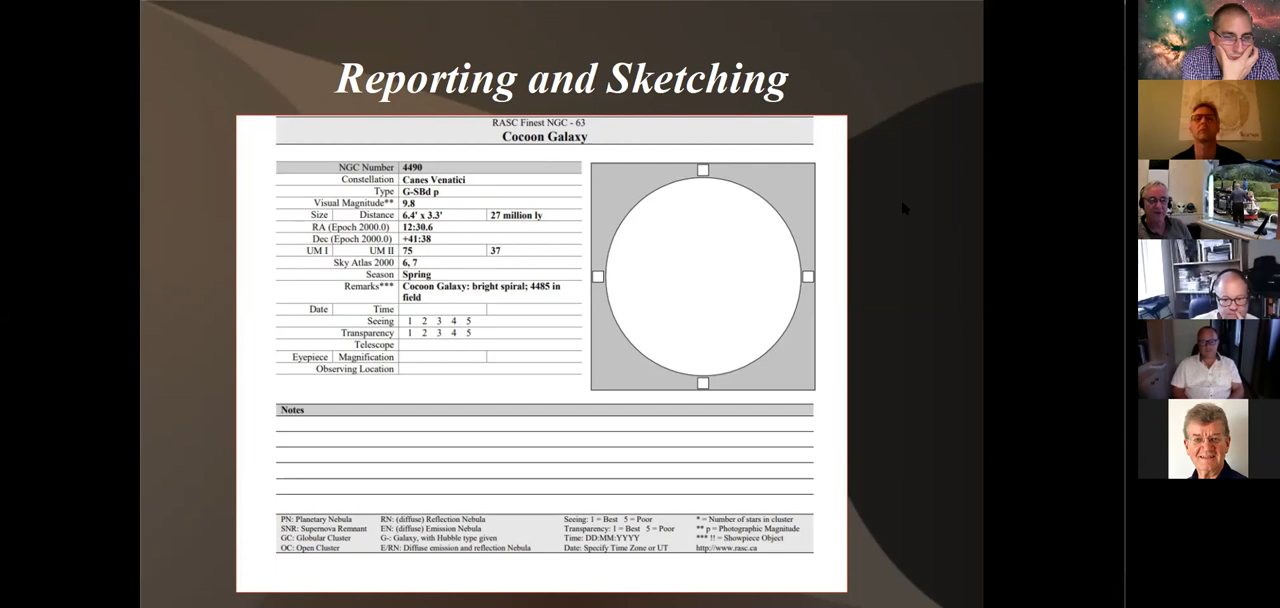 Reporting and Sketching
RASC Finest NGC - 63
Cocoon Galaxy
NGC Number 4490
Constellation Canes Venatici
Type G-SBd p
Visual Magnitude** 9.8
Size Distance 6.4' x 3.3' 27 million ly
RA (Epoch 2000.0) 12:30.6
Dec (Epoch 2000.0) +41:38
UM I UM II 75 37
Sky Atlas 2000 6, 7
Season Spring
Remarks*** Cocoon Galaxy: bright spiral; 4485 in
field
Date Time
Seeing 1 2 3 4 5
Transparency 1 2 3 4 5
Telescope
Eyepiece Magnification
Observing Location
Notes
PN: Planetary Nebula RN: (diffuse) Reflection Nebula Seeing: 1 = Best 5 = Poor * = Number of stars in cluster
SNR: Supernova Remnant EN: (diffuse) Emission Nebula Transparency: 1 = Best 5 = Poor ** p = Photographic Magnitude
GC: Globular Cluster G-: Galaxy, with Hubble type given Time: DD:MM:YYYY *** !! = Showpiece Object
OC: Open Cluster E/RN: Diffuse emission and reflection Nebula Date: Specify Time Zone or UT http://www.rasc.ca